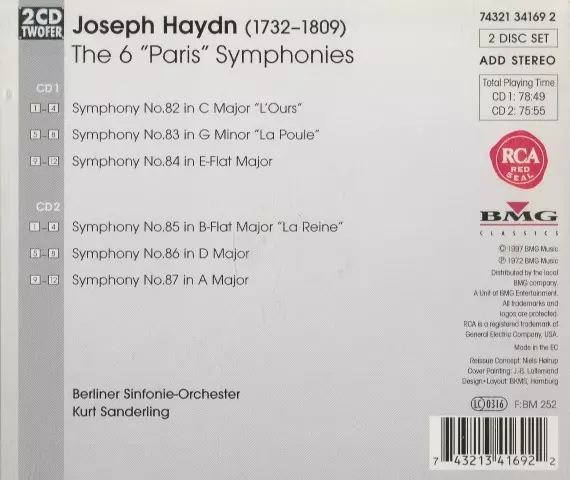 2CD
TWOFER
Joseph Haydn (1732–1809)
The 6 "Paris" Symphonies
CD1
1-4 Symphony No.82 in C Major "L'Ours"
5-8 Symphony No.83 in G Minor "La Poule"
9-12 Symphony No.84 in E-Flat Major
CD2
1-4 Symphony No.85 in B-Flat Major "La Reine"
5-8 Symphony No.86 in D Major
9-12 Symphony No.87 in A Major
Berliner Sinfonie-Orchester
Kurt Sanderling
74321 34169 2
2 DISC SET
ADD STEREO
Total Playing Time
CD 1: 78:49
CD 2: 75:55
RCA
RED
SEAL
BMG
CLASSICS
© 1997 BMG Music
℗ 1972 BMG Music
Distributed by the local
BMG company.
A Unit of BMG Entertainment.
All trademarks and
logos are protected.
RCA is a registered trademark of
General Electric Company, USA.
Made in the EC
Reissue Concept: Niels Høirup
Cover Painting: J.-B. Lallemand
Design+Layout: BKMS, Hamburg
LC 0316 F: BM 252
7 43213 41692 2